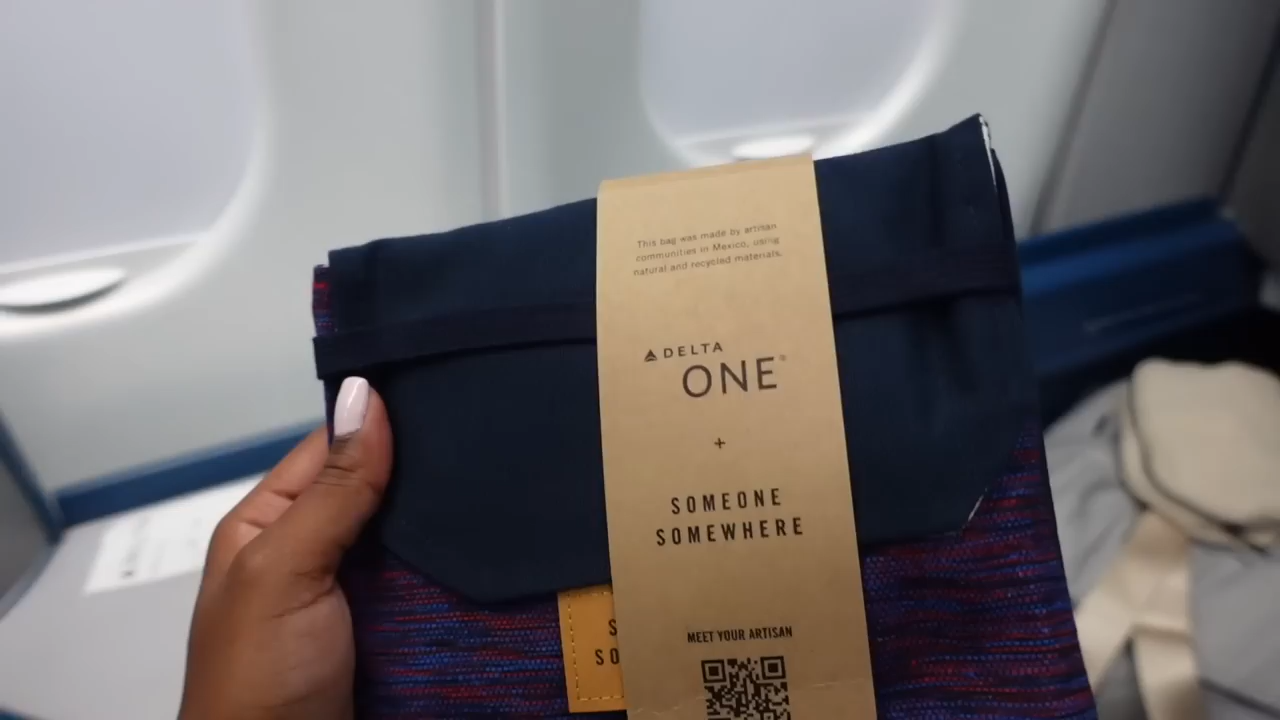 This bag was made by artisan
communities in Mexico, using
natural and recycled materials.
DELTA
ONE®
+
SOMEONE
SOMEWHERE
MEET YOUR ARTISAN
S
SO